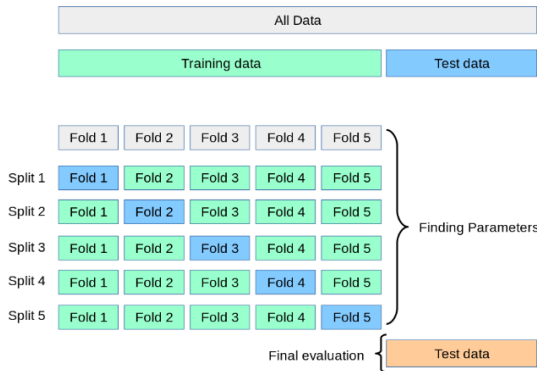 All Data
Training data Test data
Fold 1 Fold 2 Fold 3 Fold 4 Fold 5
Split 1 Fold 1 Fold 2 Fold 3 Fold 4 Fold 5
Split 2 Fold 1 Fold 2 Fold 3 Fold 4 Fold 5
Split 3 Fold 1 Fold 2 Fold 3 Fold 4 Fold 5
Split 4 Fold 1 Fold 2 Fold 3 Fold 4 Fold 5
Split 5 Fold 1 Fold 2 Fold 3 Fold 4 Fold 5
Finding Parameters
Final evaluation Test data